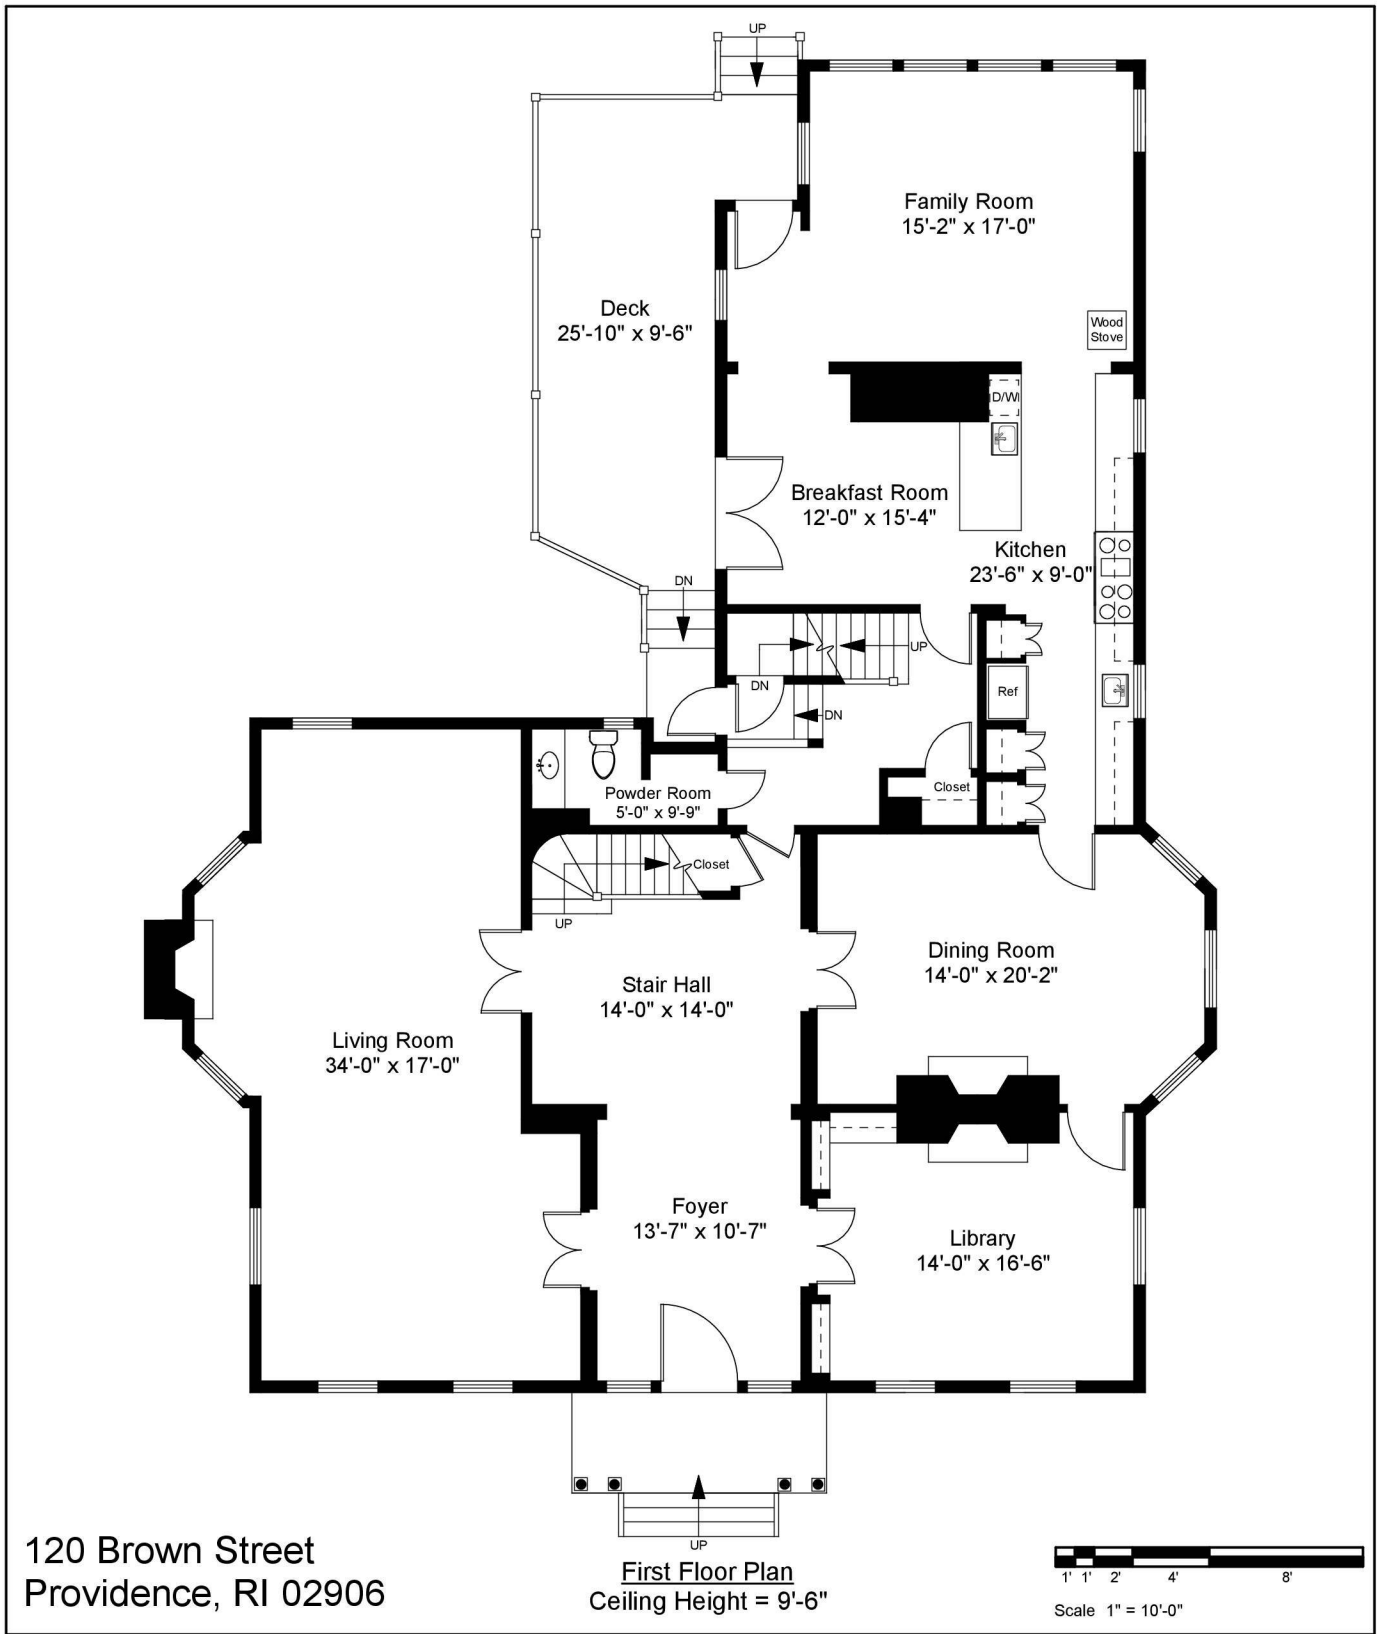 UP
Family Room
15'-2" x 17'-0"
Deck
25'-10" x 9'-6"
Wood
Stove
D/W
Breakfast Room
12'-0" x 15'-4"
Kitchen
23'-6" x 9'-0"
DN
UP
DN
Ref
DN
Closet
Powder Room
5'-0" x 9'-9"
Closet
UP
Dining Room
14'-0" x 20'-2"
Stair Hall
14'-0" x 14'-0"
Living Room
34'-0" x 17'-0"
Foyer
13'-7" x 10'-7"
Library
14'-0" x 16'-6"
UP
120 Brown Street
Providence, RI 02906
First Floor Plan
Ceiling Height = 9'-6"
1' 1' 2' 4' 8'
Scale 1" = 10'-0"